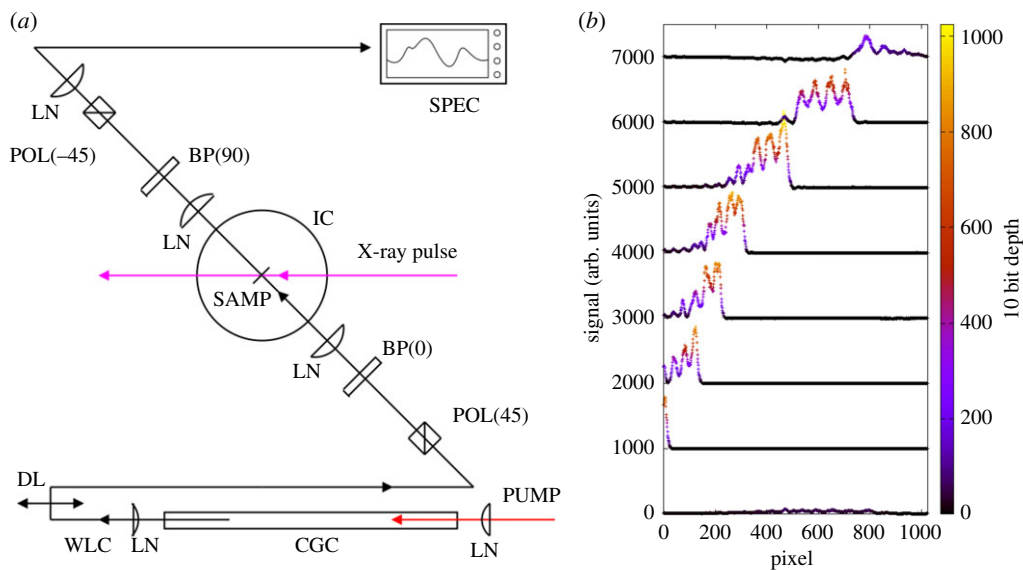 (a)
SPEC
LN
POL(–45)
BP(90)
LN
IC
X-ray pulse
SAMP
LN
BP(0)
POL(45)
DL
PUMP
WLC
LN
CGC
LN
(b)
7000
6000
5000
4000
3000
2000
1000
0
signal (arb. units)
0 200 400 600 800 1000
pixel
1000
800
600
400
200
0
10 bit depth